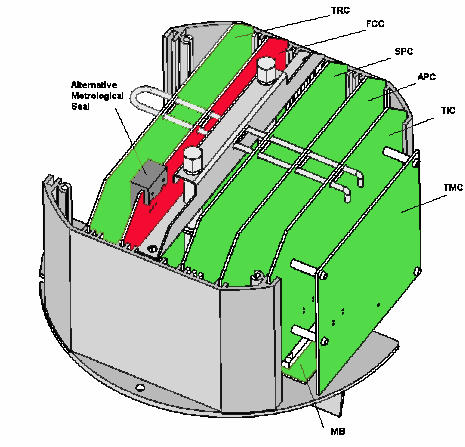 TRC
FCC
SPC
APC
TIC
TMC
Alternative
Metrological
Seal
MB